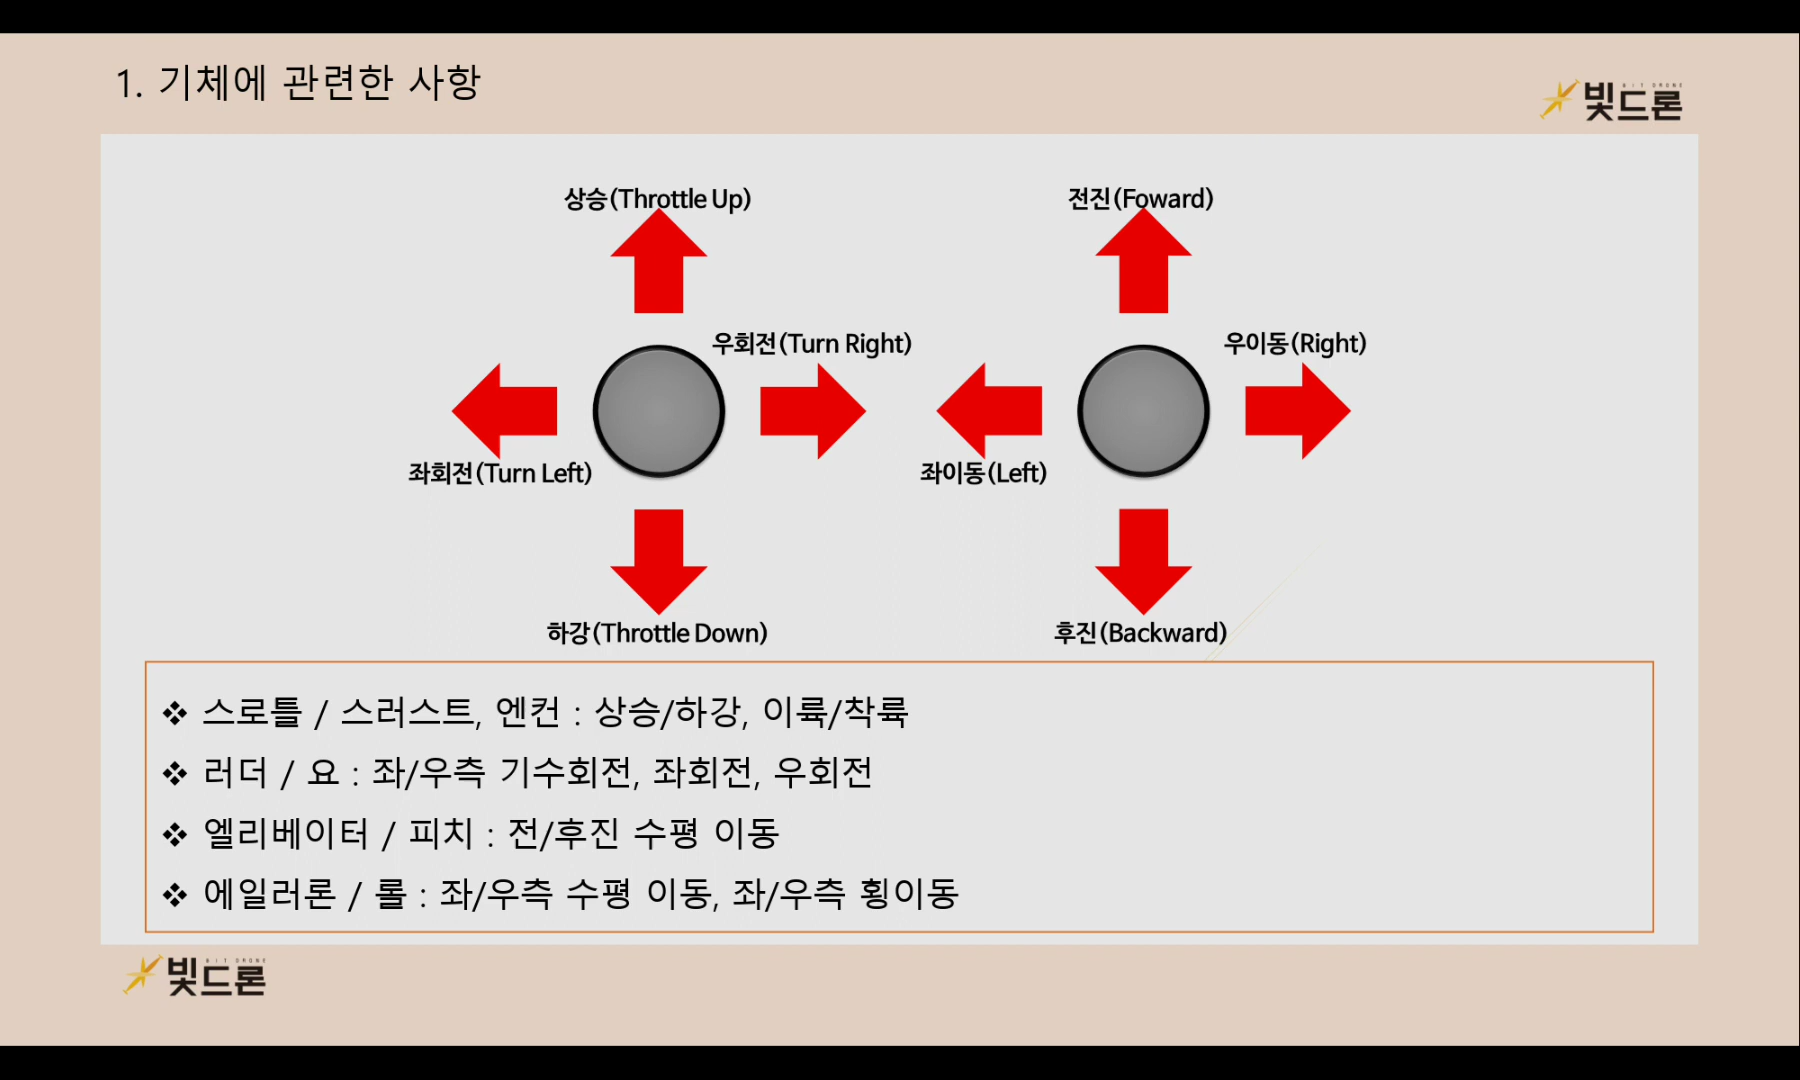 1. 기체에 관련한 사항
BIT DRONE
빛드론
상승(Throttle Up)
전진(Foward)
우회전(Turn Right)
우이동(Right)
좌회전(Turn Left)
좌이동(Left)
하강(Throttle Down)
후진(Backward)
❖ 스로틀 / 스러스트, 엔컨 : 상승/하강, 이륙/착륙
❖ 러더 / 요 : 좌/우측 기수회전, 좌회전, 우회전
❖ 엘리베이터 / 피치 : 전/후진 수평 이동
❖ 에일러론 / 롤 : 좌/우측 수평 이동, 좌/우측 횡이동
BIT DRONE
빛드론